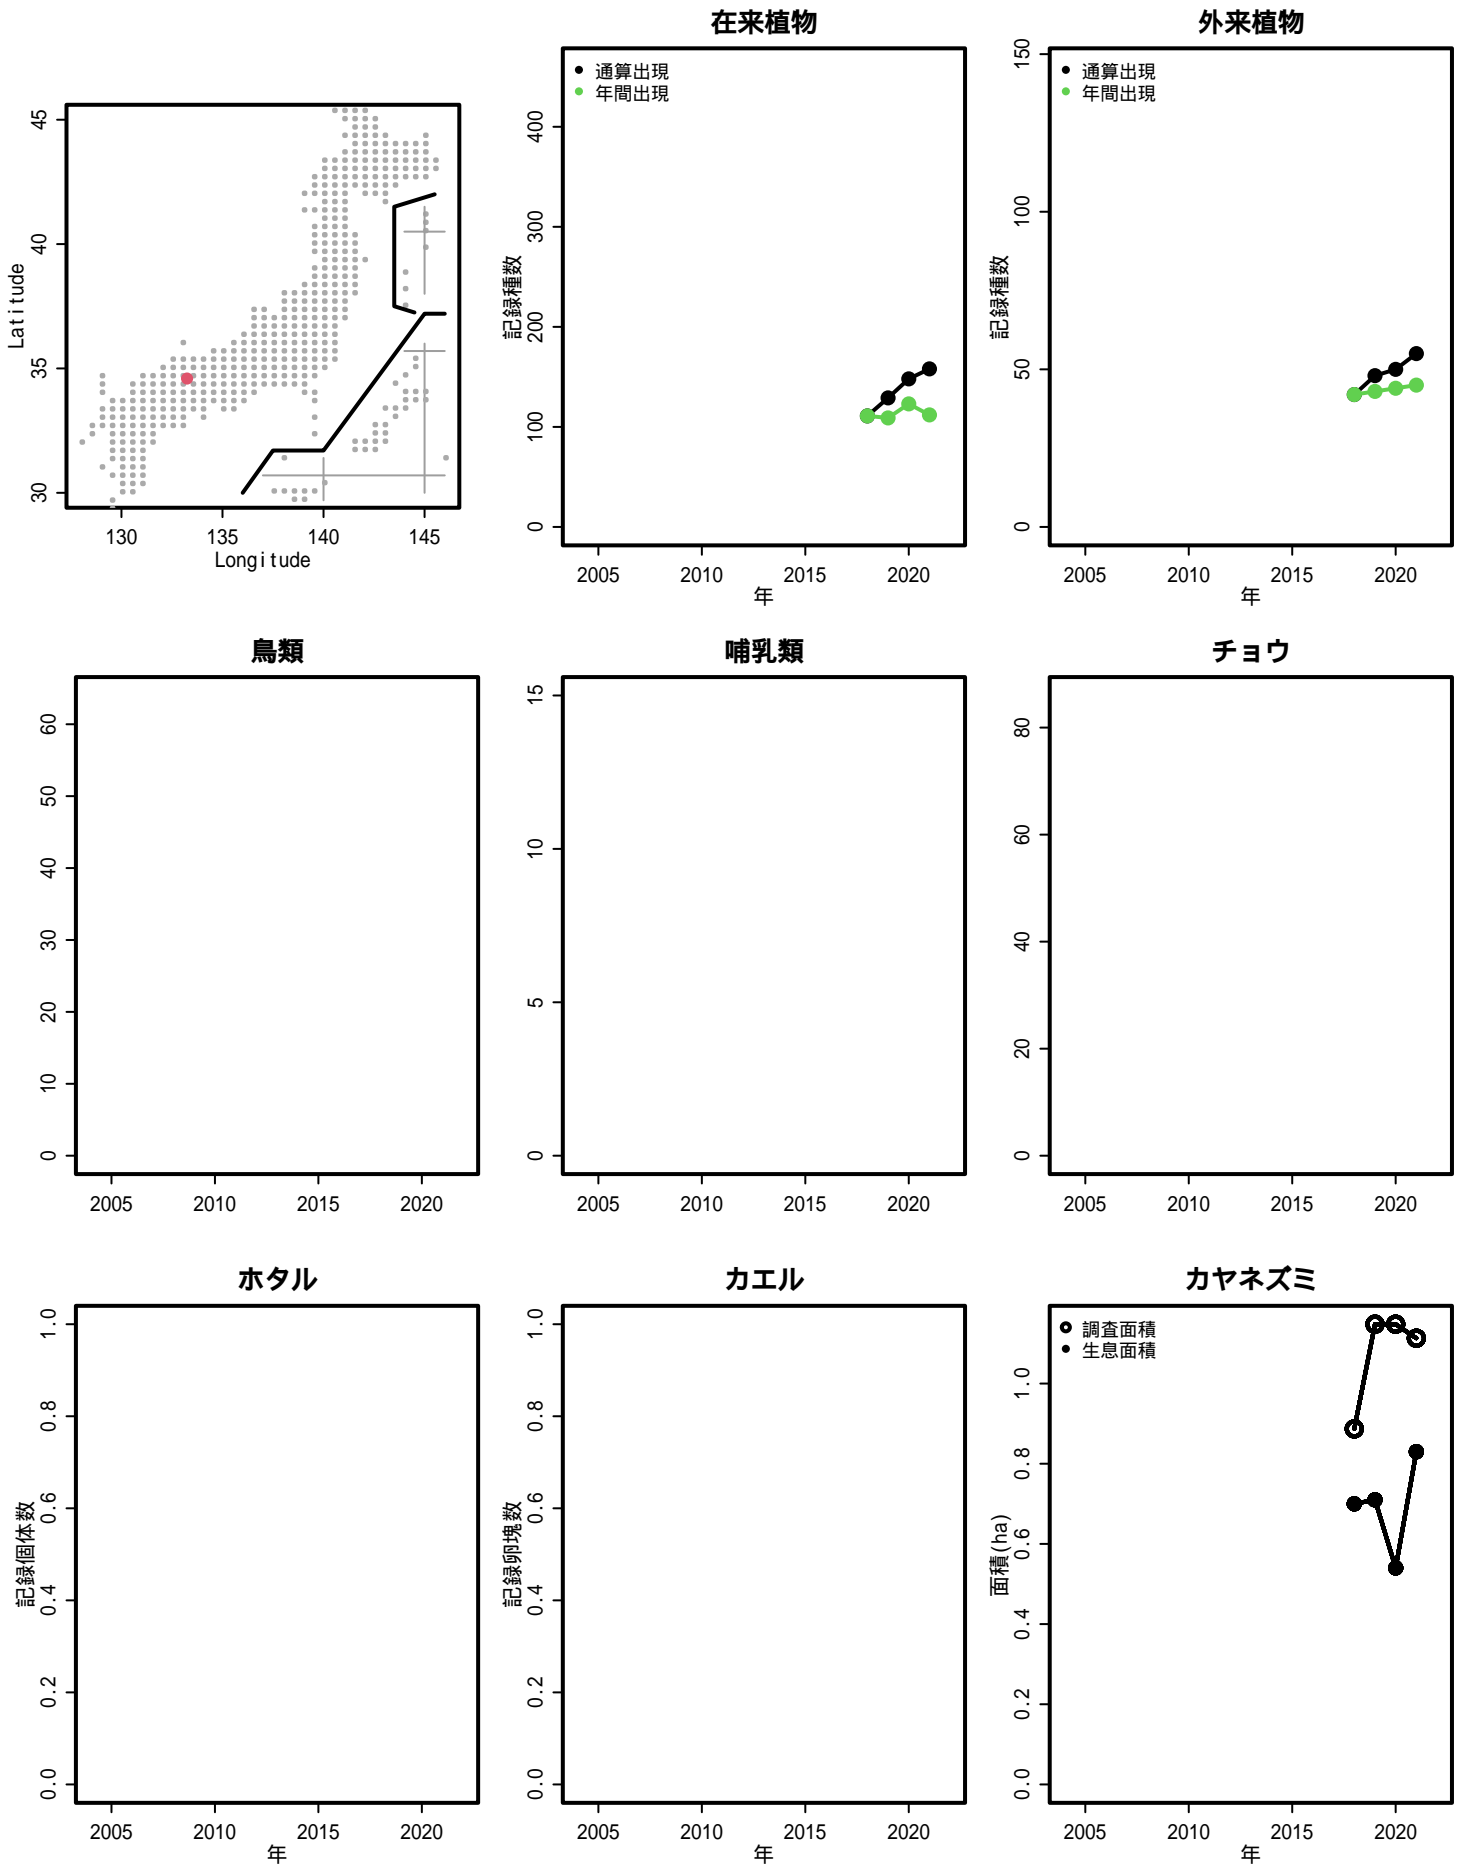 45
40
35
30
Latitude
130 135 140 145
Longitude
在来植物
通算出現
年間出現
400
300
200
100
0
記録種数
2005 2010 2015 2020
年
外来植物
通算出現
年間出現
150
100
50
0
記録種数
2005 2010 2015 2020
年
鳥類
60
50
40
30
20
10
0
2005 2010 2015 2020
哺乳類
15
10
5
0
2005 2010 2015 2020
チョウ
80
60
40
20
0
2005 2010 2015 2020
ホタル
1.0
0.8
0.6
0.4
0.2
0.0
記録個体数
2005 2010 2015 2020
年
カエル
1.0
0.8
0.6
0.4
0.2
0.0
記録卵塊数
2005 2010 2015 2020
年
カヤネズミ
調査面積
生息面積
1.0
0.8
0.6
0.4
0.2
0.0
面積(ha)
2005 2010 2015 2020
年